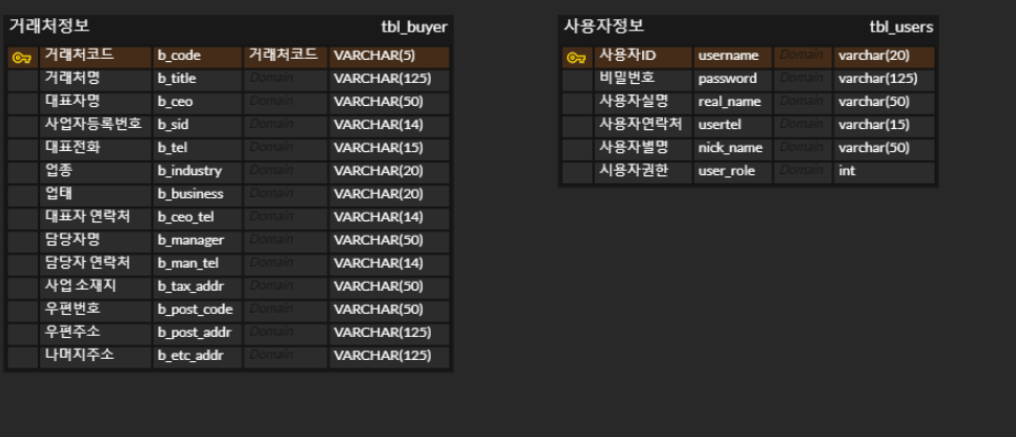 거래처정보 tbl_buyer
거래처코드 b_code 거래처코드 VARCHAR(5)
거래처명 b_title Domain VARCHAR(125)
대표자명 b_ceo Domain VARCHAR(50)
사업자등록번호 b_sid Domain VARCHAR(14)
대표전화 b_tel Domain VARCHAR(15)
업종 b_industry Domain VARCHAR(20)
업태 b_business Domain VARCHAR(20)
대표자 연락처 b_ceo_tel Domain VARCHAR(14)
담당자명 b_manager Domain VARCHAR(50)
담당자 연락처 b_man_tel Domain VARCHAR(14)
사업 소재지 b_tax_addr Domain VARCHAR(50)
우편번호 b_post_code Domain VARCHAR(50)
우편주소 b_post_addr Domain VARCHAR(125)
나머지주소 b_etc_addr Domain VARCHAR(125)
사용자정보 tbl_users
사용자ID username Domain varchar(20)
비밀번호 password Domain varchar(125)
사용자실명 real_name Domain varchar(50)
사용자연락처 usertel Domain varchar(15)
사용자별명 nick_name Domain varchar(50)
시용자권한 user_role Domain int